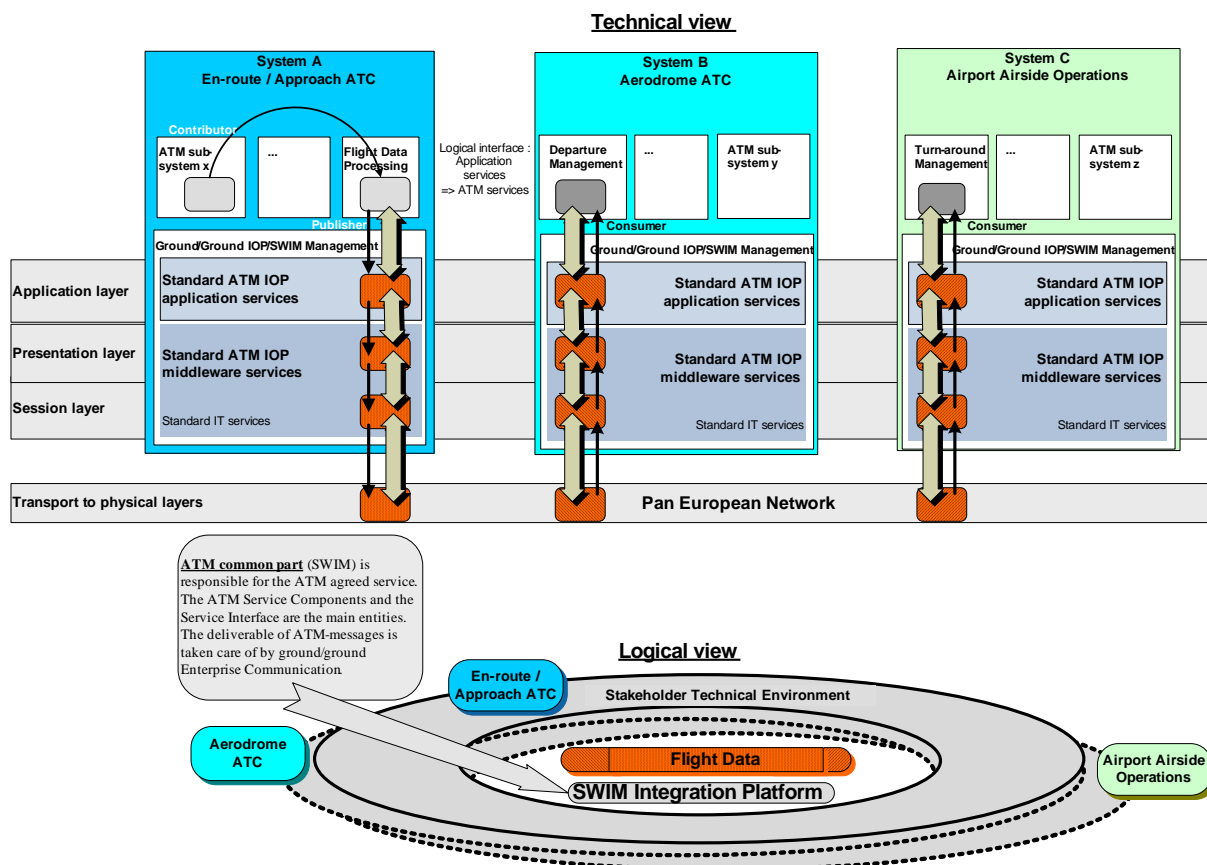 Technical view
System A
En-route / Approach ATC
Contributor
ATM sub-
system x
...
Flight Data
Processing
Publisher
Ground/Ground IOP/SWIM Management
Standard ATM IOP
application services
Standard ATM IOP
middleware services
Standard IT services
Logical interface :
Application
services
=> ATM services
System B
Aerodrome ATC
Departure
Management
...
ATM sub-
system y
Consumer
Ground/Ground IOP/SWIM Management
Standard ATM IOP
application services
Standard ATM IOP
middleware services
Standard IT services
System C
Airport Airside Operations
Turn-around
Management
...
ATM sub-
system z
Consumer
Ground/Ground IOP/SWIM Management
Standard ATM IOP
application services
Standard ATM IOP
middleware services
Standard IT services
Application layer
Presentation layer
Session layer
Transport to physical layers
Pan European Network
ATM common part (SWIM) is
responsible for the ATM agreed service.
The ATM Service Components and the
Service Interface are the main entities.
The deliverable of ATM-messages is
taken care of by ground/ground
Enterprise Communication.
Logical view
En-route /
Approach ATC
Stakeholder Technical Environment
Aerodrome
ATC
Flight Data
SWIM Integration Platform
Airport Airside
Operations